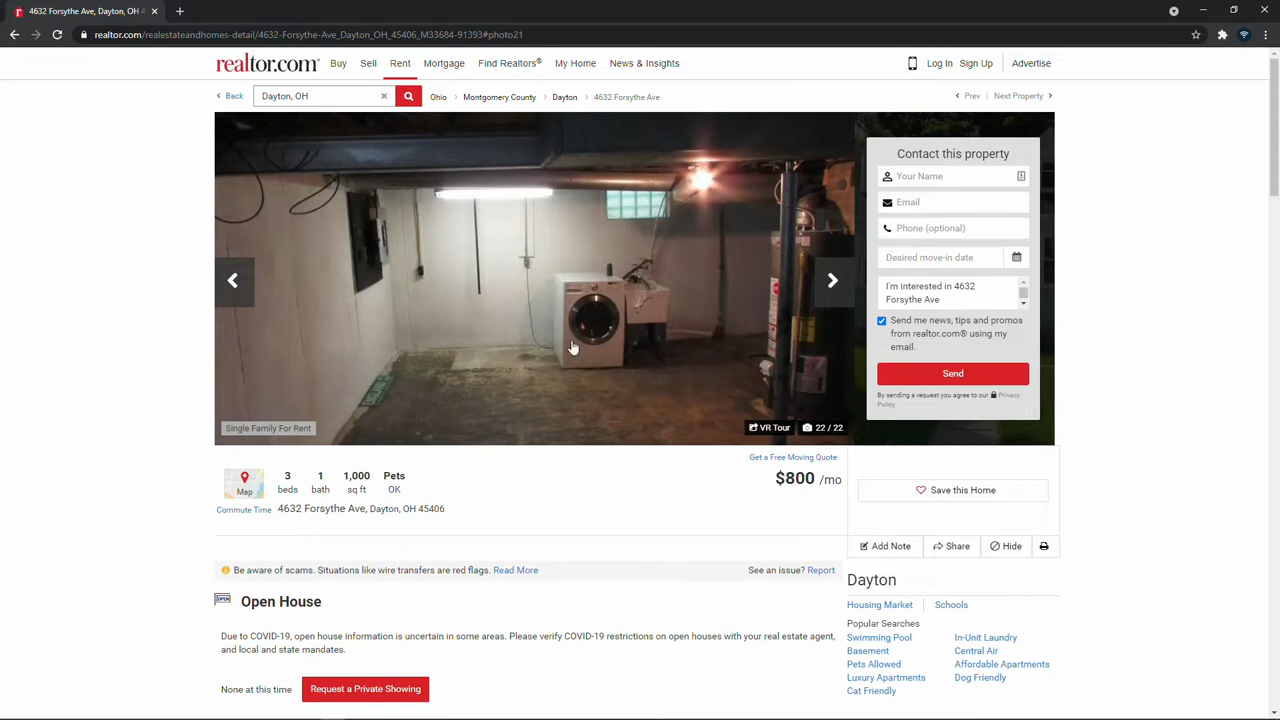 4632 Forsythe Ave, Dayton, OH 4
realtor.com/realestateandhomes-detail/4632-Forsythe-Ave_Dayton_OH_45406_M33684-91393#photo21
realtor.com®
Buy
Sell
Rent
Mortgage
Find Realtors®
My Home
News & Insights
Log In
Sign Up
Advertise
Back
Dayton, OH
Ohio
Montgomery County
Dayton
4632 Forsythe Ave
Prev
Next Property
Contact this property
Your Name
Email
Phone (optional)
Desired move-in date
I'm interested in 4632
Forsythe Ave
Send me news, tips and promos
from realtor.com® using my
email.
Send
By sending a request you agree to our Privacy
Policy
Single Family For Rent
VR Tour
22 / 22
Get a Free Moving Quote
$800 /mo
Map
Commute Time
3 1 1,000 Pets
beds bath sq ft OK
4632 Forsythe Ave, Dayton, OH 45406
Save this Home
Add Note
Share
Hide
Be aware of scams. Situations like wire transfers are red flags. Read More
See an issue? Report
OPEN
Open House
Due to COVID-19, open house information is uncertain in some areas. Please verify COVID-19 restrictions on open houses with your real estate agent,
and local and state mandates.
None at this time
Request a Private Showing
Dayton
Housing Market
Schools
Popular Searches
Swimming Pool
In-Unit Laundry
Basement
Central Air
Pets Allowed
Affordable Apartments
Luxury Apartments
Dog Friendly
Cat Friendly